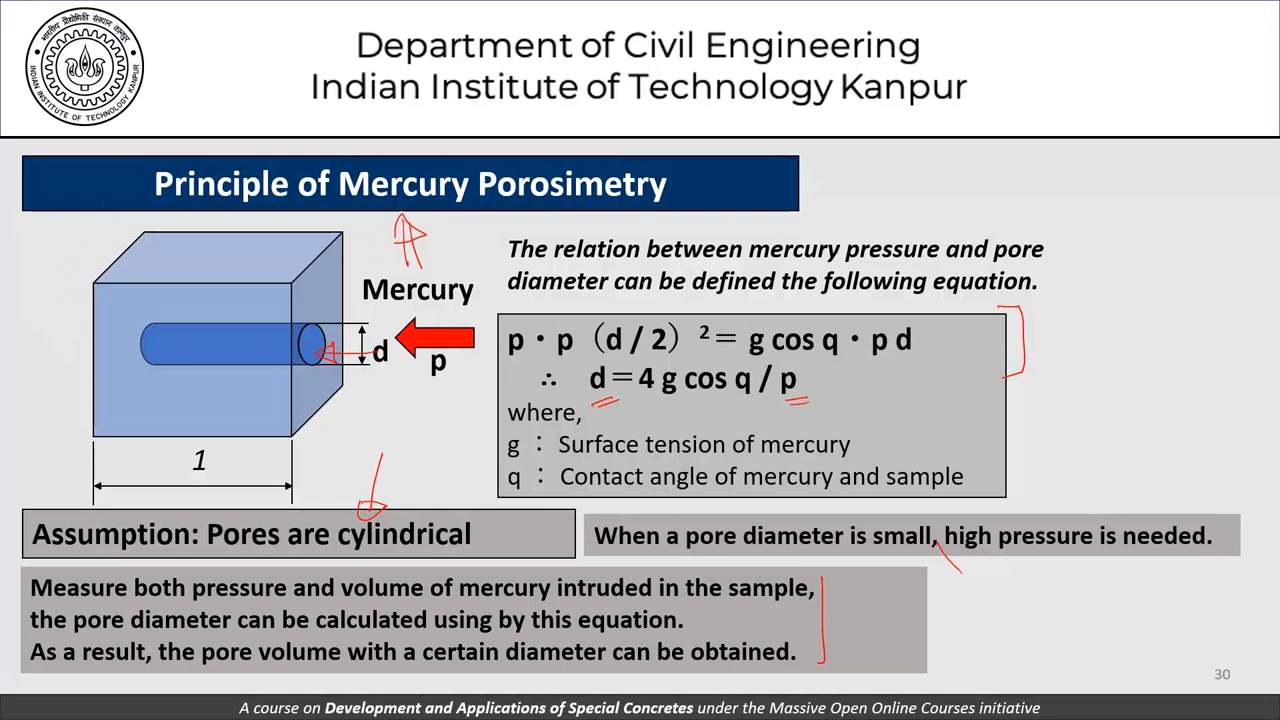 Department of Civil Engineering
Indian Institute of Technology Kanpur
INDIAN INSTITUTE OF TECHNOLOGY KANPUR
Principle of Mercury Porosimetry
Mercury
d
p
1
The relation between mercury pressure and pore
diameter can be defined the following equation.
p・p（d / 2）²＝ g cos q・p d
∴ d＝4 g cos q / p
where,
g ： Surface tension of mercury
q ： Contact angle of mercury and sample
Assumption: Pores are cylindrical
When a pore diameter is small, high pressure is needed.
Measure both pressure and volume of mercury intruded in the sample,
the pore diameter can be calculated using by this equation.
As a result, the pore volume with a certain diameter can be obtained.
30
A course on Development and Applications of Special Concretes under the Massive Open Online Courses initiative